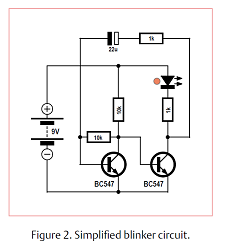 1k
22u
10k
1k
9V
10k
BC547
BC547
Figure 2. Simplified blinker circuit.